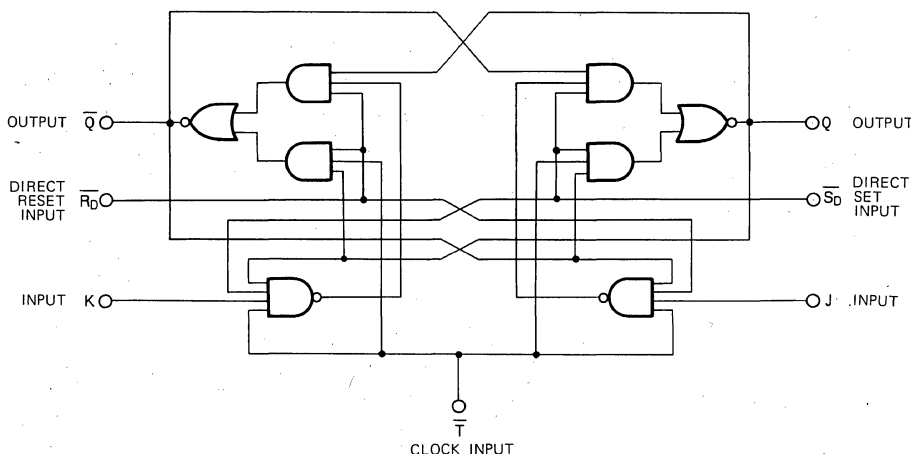 OUTPUT Q̅
Q OUTPUT
DIRECT
RESET
INPUT
R̅D
S̅D
DIRECT
SET
INPUT
INPUT K
J INPUT
T̅
CLOCK INPUT